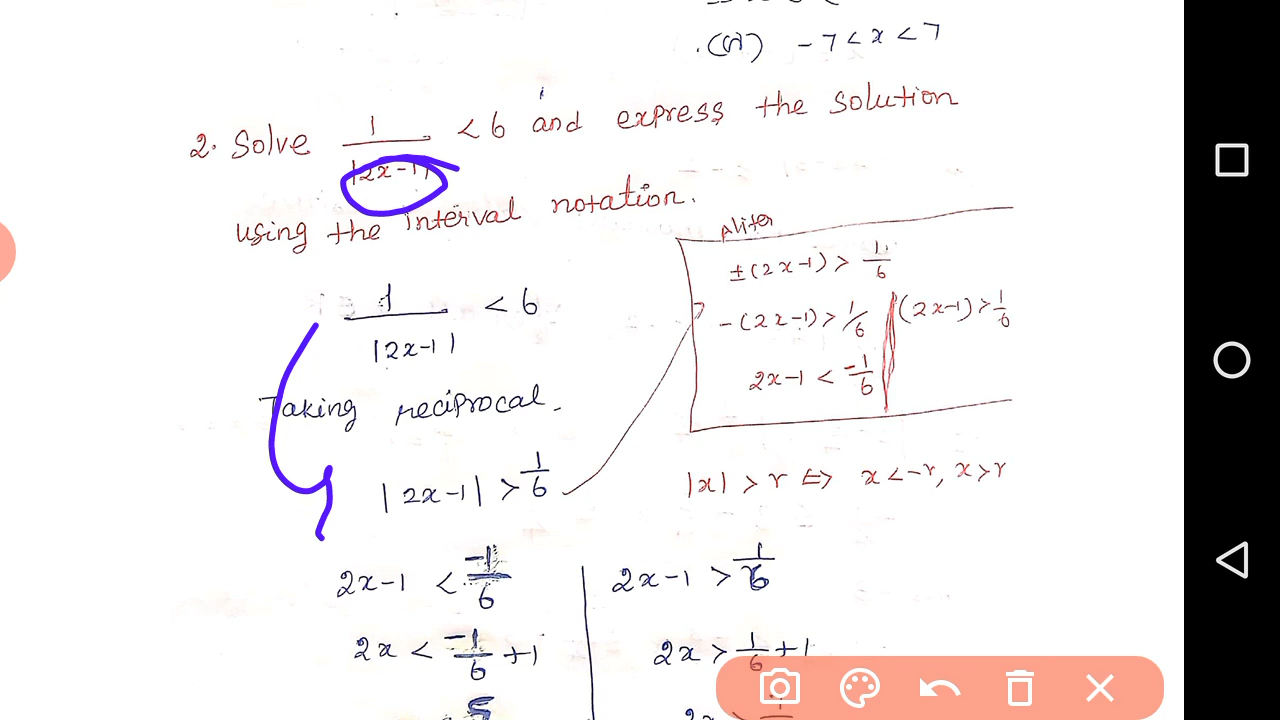 (or) -7 < x < 7
2. Solve 1/|2x-1| < 6 and express the solution
using the interval notation.
1/|2x-1| < 6
Taking reciprocal.
|2x-1| > 1/6
Aliter
±(2x-1) > 1/6
-(2x-1) > 1/6 | (2x-1) > 1/6
2x-1 < -1/6
|x| > r ⇔ x < -r, x > r
2x-1 < -1/6 | 2x-1 > 1/6
2x < -1/6 + 1 | 2x > 1/6 + 1
5
2x >